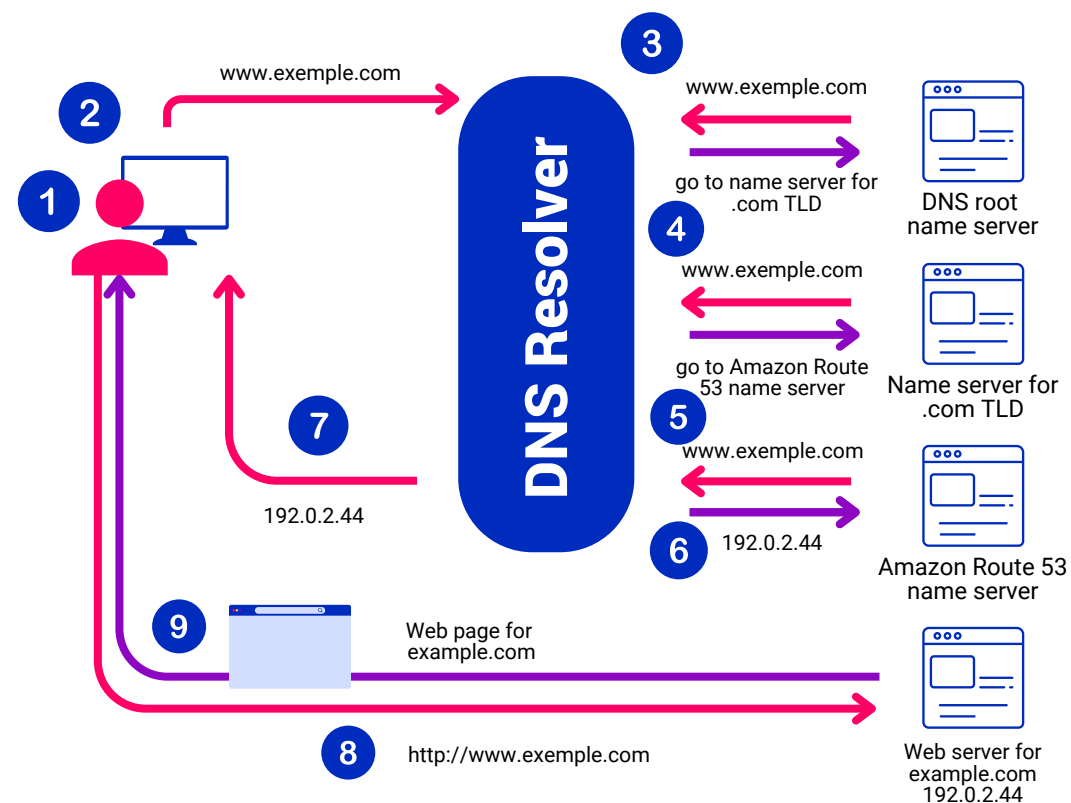 3
www.exemple.com
www.exemple.com
2
go to name server for
.com TLD
1
DNS root
name server
4
www.exemple.com
DNS Resolver
go to Amazon Route
53 name server
Name server for
.com TLD
5
7
www.exemple.com
192.0.2.44
6
192.0.2.44
Amazon Route 53
name server
9
Web page for
example.com
8
http://www.exemple.com
Web server for
example.com
192.0.2.44